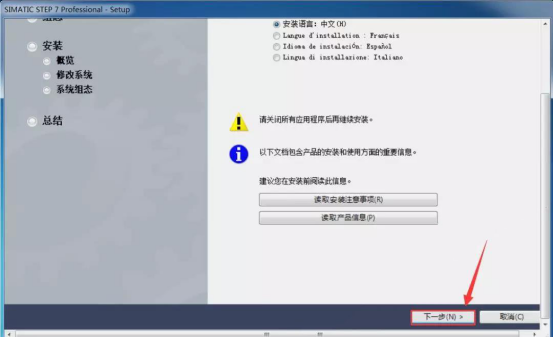 SIMATIC STEP 7 Professional - Setup
安装语言: 中文(H)
Langue d'installation : Français
Idioma de instalación: Español
Lingua di installazione: Italiano
安装
概览
修改系统
系统组态
总结
请关闭所有应用程序后再继续安装。
以下文档包含产品的安装和使用方面的重要信息。
建议您在安装前阅读此信息。
读取安装注意事项(R)
读取产品信息(P)
下一步(N) >
取消(C)